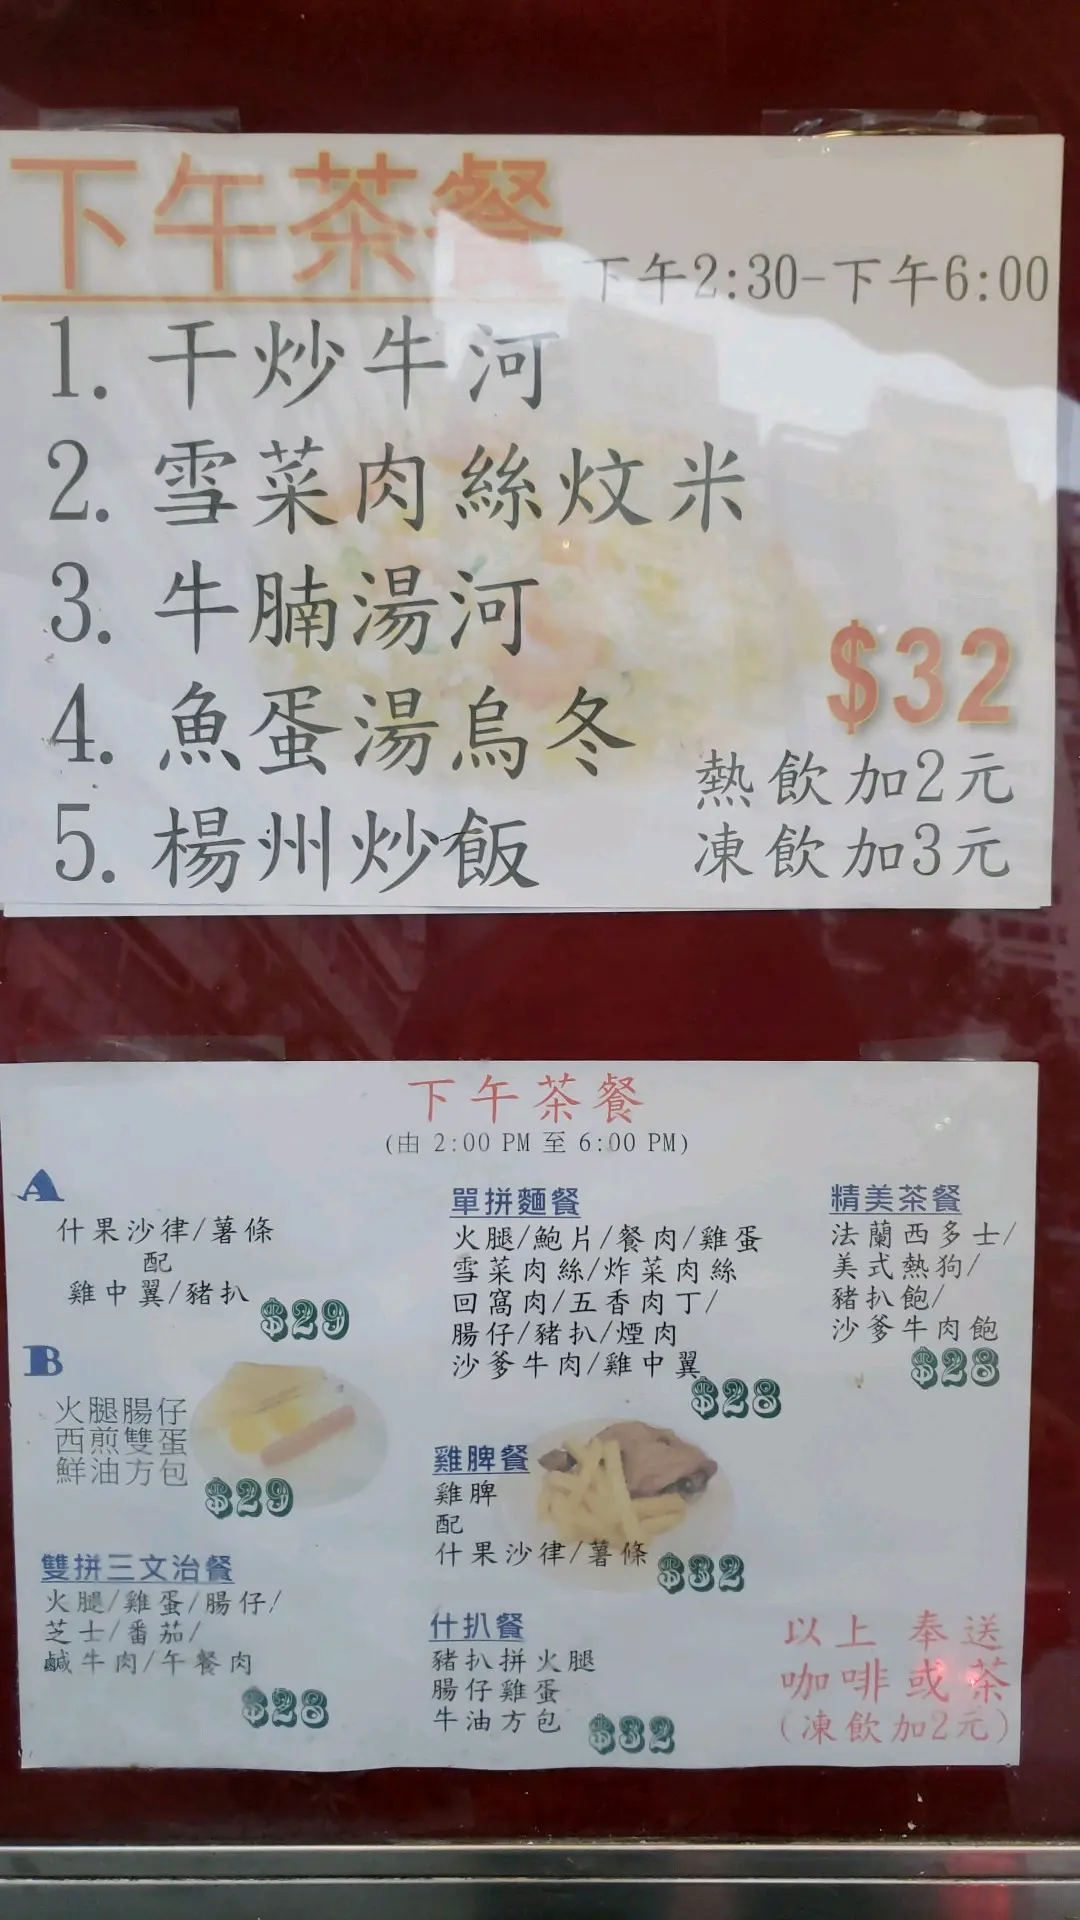 下午茶餐
下午2:30-下午6:00
1. 干炒牛河
2. 雪菜肉絲炆米
3. 牛腩湯河
4. 魚蛋湯烏冬
5. 楊州炒飯
$32
熱飲加2元
凍飲加3元
下午茶餐
(由 2:00 PM 至 6:00 PM)
A
什果沙律/薯條
配
雞中翼/豬扒
$29
B
火腿腸仔
西煎雙蛋
鮮油方包
$29
雙拼三文治餐
火腿/雞蛋/腸仔/
芝士/番茄/
鹹牛肉/午餐肉
$28
單拼麵餐
火腿/鮑片/餐肉/雞蛋
雪菜肉絲/炸菜肉絲
回窩肉/五香肉丁/
腸仔/豬扒/煙肉
沙爹牛肉/雞中翼
$28
雞脾餐
雞脾
配
什果沙律/薯條
$32
什扒餐
豬扒拼火腿
腸仔雞蛋
牛油方包
$32
精美茶餐
法蘭西多士/
美式熱狗/
豬扒飽/
沙爹牛肉飽
$28
以上 奉送
咖啡或茶
(凍飲加2元)